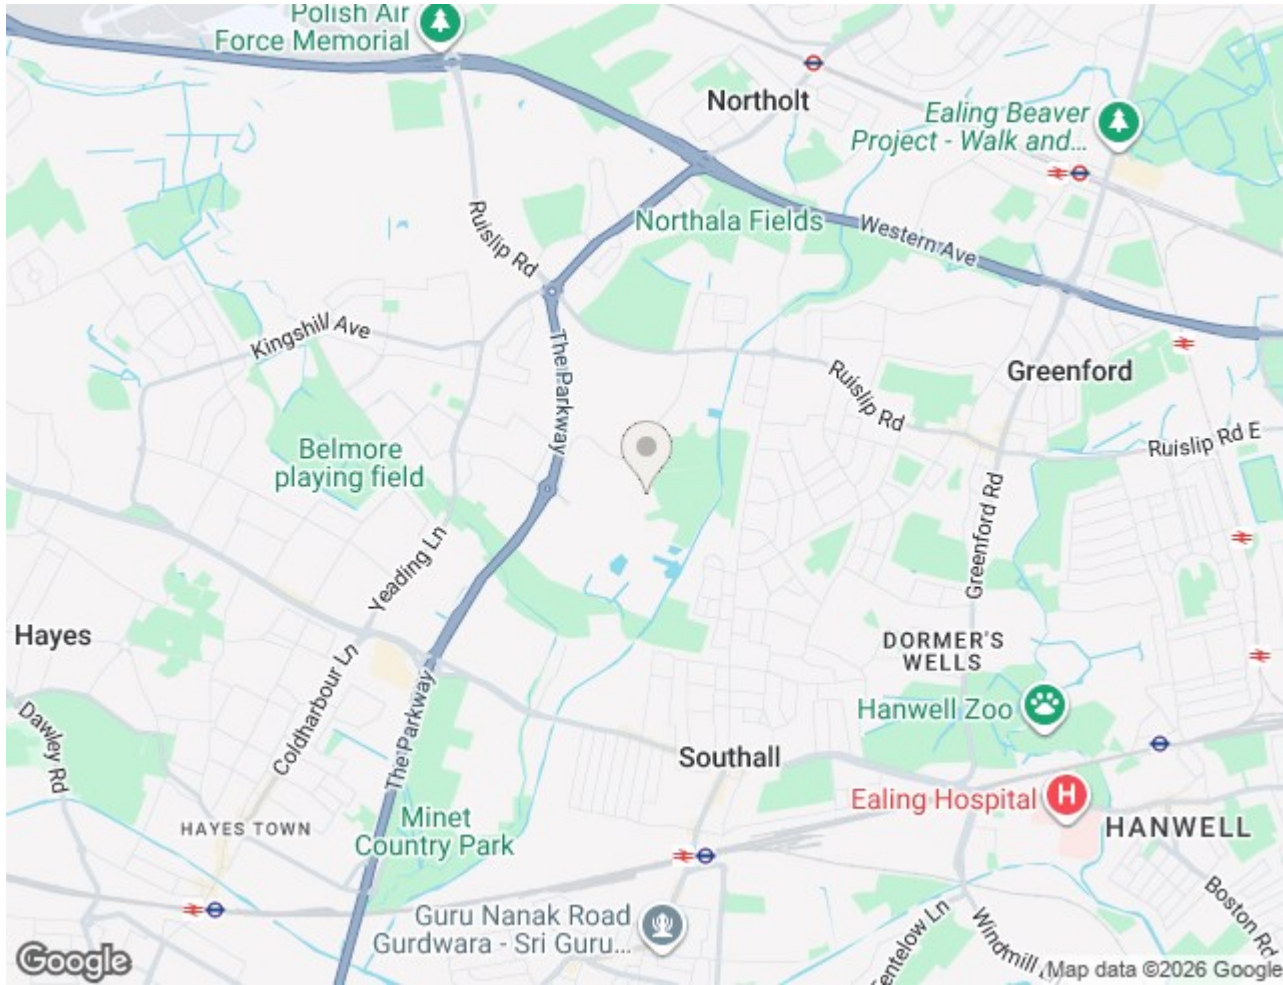 Polish Air
Force Memorial
Northolt
Ealing Beaver
Project - Walk and...
Ruislip Rd
Northala Fields
Western Ave
Kingshill Ave
The Parkway
Greenford
Ruislip Rd
Ruislip Rd E
Belmore
playing field
Greenford Rd
Yeading Ln
Hayes
DORMER'S
WELLS
Coldharbour Ln
The Parkway
Hanwell Zoo
Dawley Rd
Southall
Ealing Hospital
H
HANWELL
Minet
Country Park
HAYES TOWN
Boston Rd
Guru Nanak Road
Gurdwara - Sri Guru...
Windmill
Google
Map data ©2026 Google